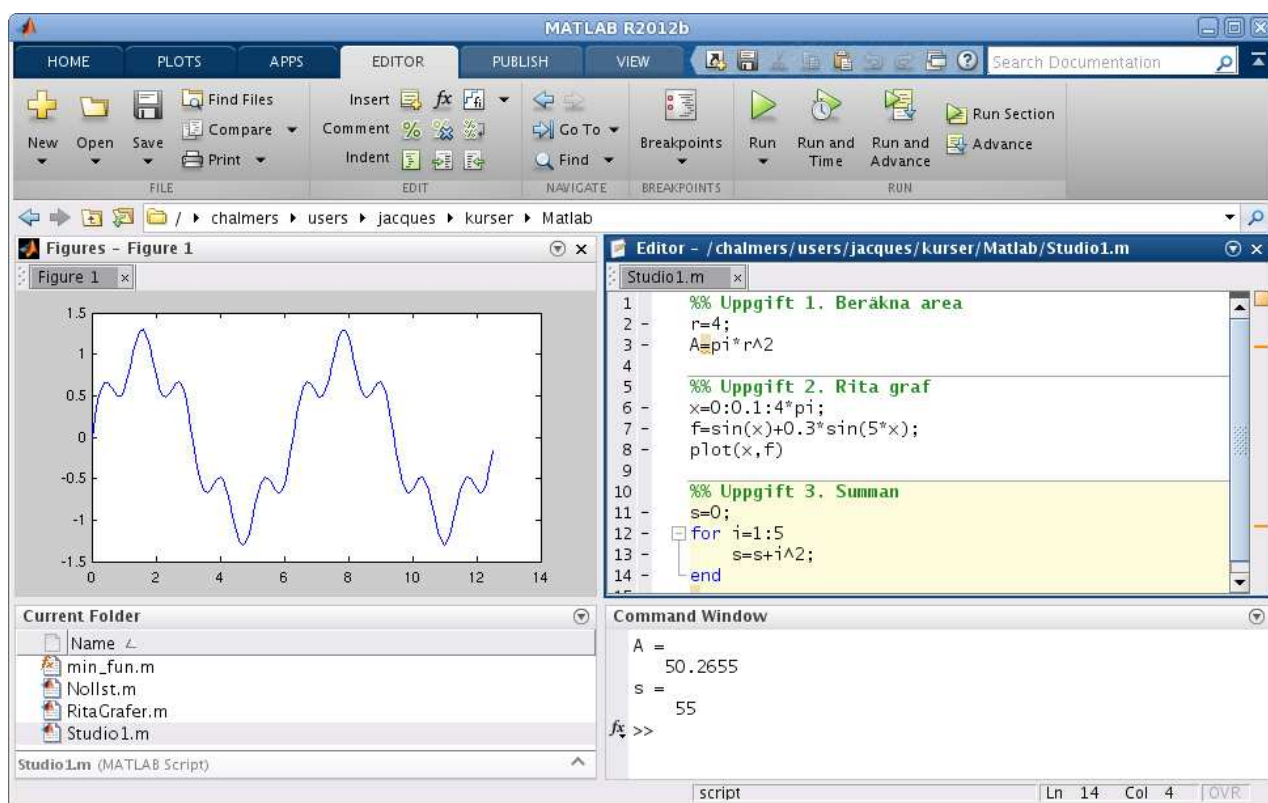 MATLAB R2012b
HOME PLOTS APPS EDITOR PUBLISH VIEW Search Documentation
New Open Save
Find Files
Compare
Print
FILE
Insert fx
Comment
Indent
EDIT
Go To
Find
NAVIGATE
Breakpoints
BREAKPOINTS
Run
Run and Time
Run and Advance
Run Section
Advance
RUN
/ chalmers users jacques kurser Matlab
Figures - Figure 1
Figure 1
1.5
1
0.5
0
-0.5
-1
-1.5
0 2 4 6 8 10 12 14
Editor - /chalmers/users/jacques/kurser/Matlab/Studio1.m
Studio1.m
1 %% Uppgift 1. Beräkna area
2 - r=4;
3 - A=pi*r^2
4
5 %% Uppgift 2. Rita graf
6 - x=0:0.1:4*pi;
7 - f=sin(x)+0.3*sin(5*x);
8 - plot(x,f)
9
10 %% Uppgift 3. Summan
11 - s=0;
12 - for i=1:5
13 - s=s+i^2;
14 - end
Current Folder
Name
min_fun.m
Nollst.m
RitaGrafer.m
Studio1.m
Studio1.m (MATLAB Script)
Command Window
A =
50.2655
s =
55
fx >>
script Ln 14 Col 4 OVR